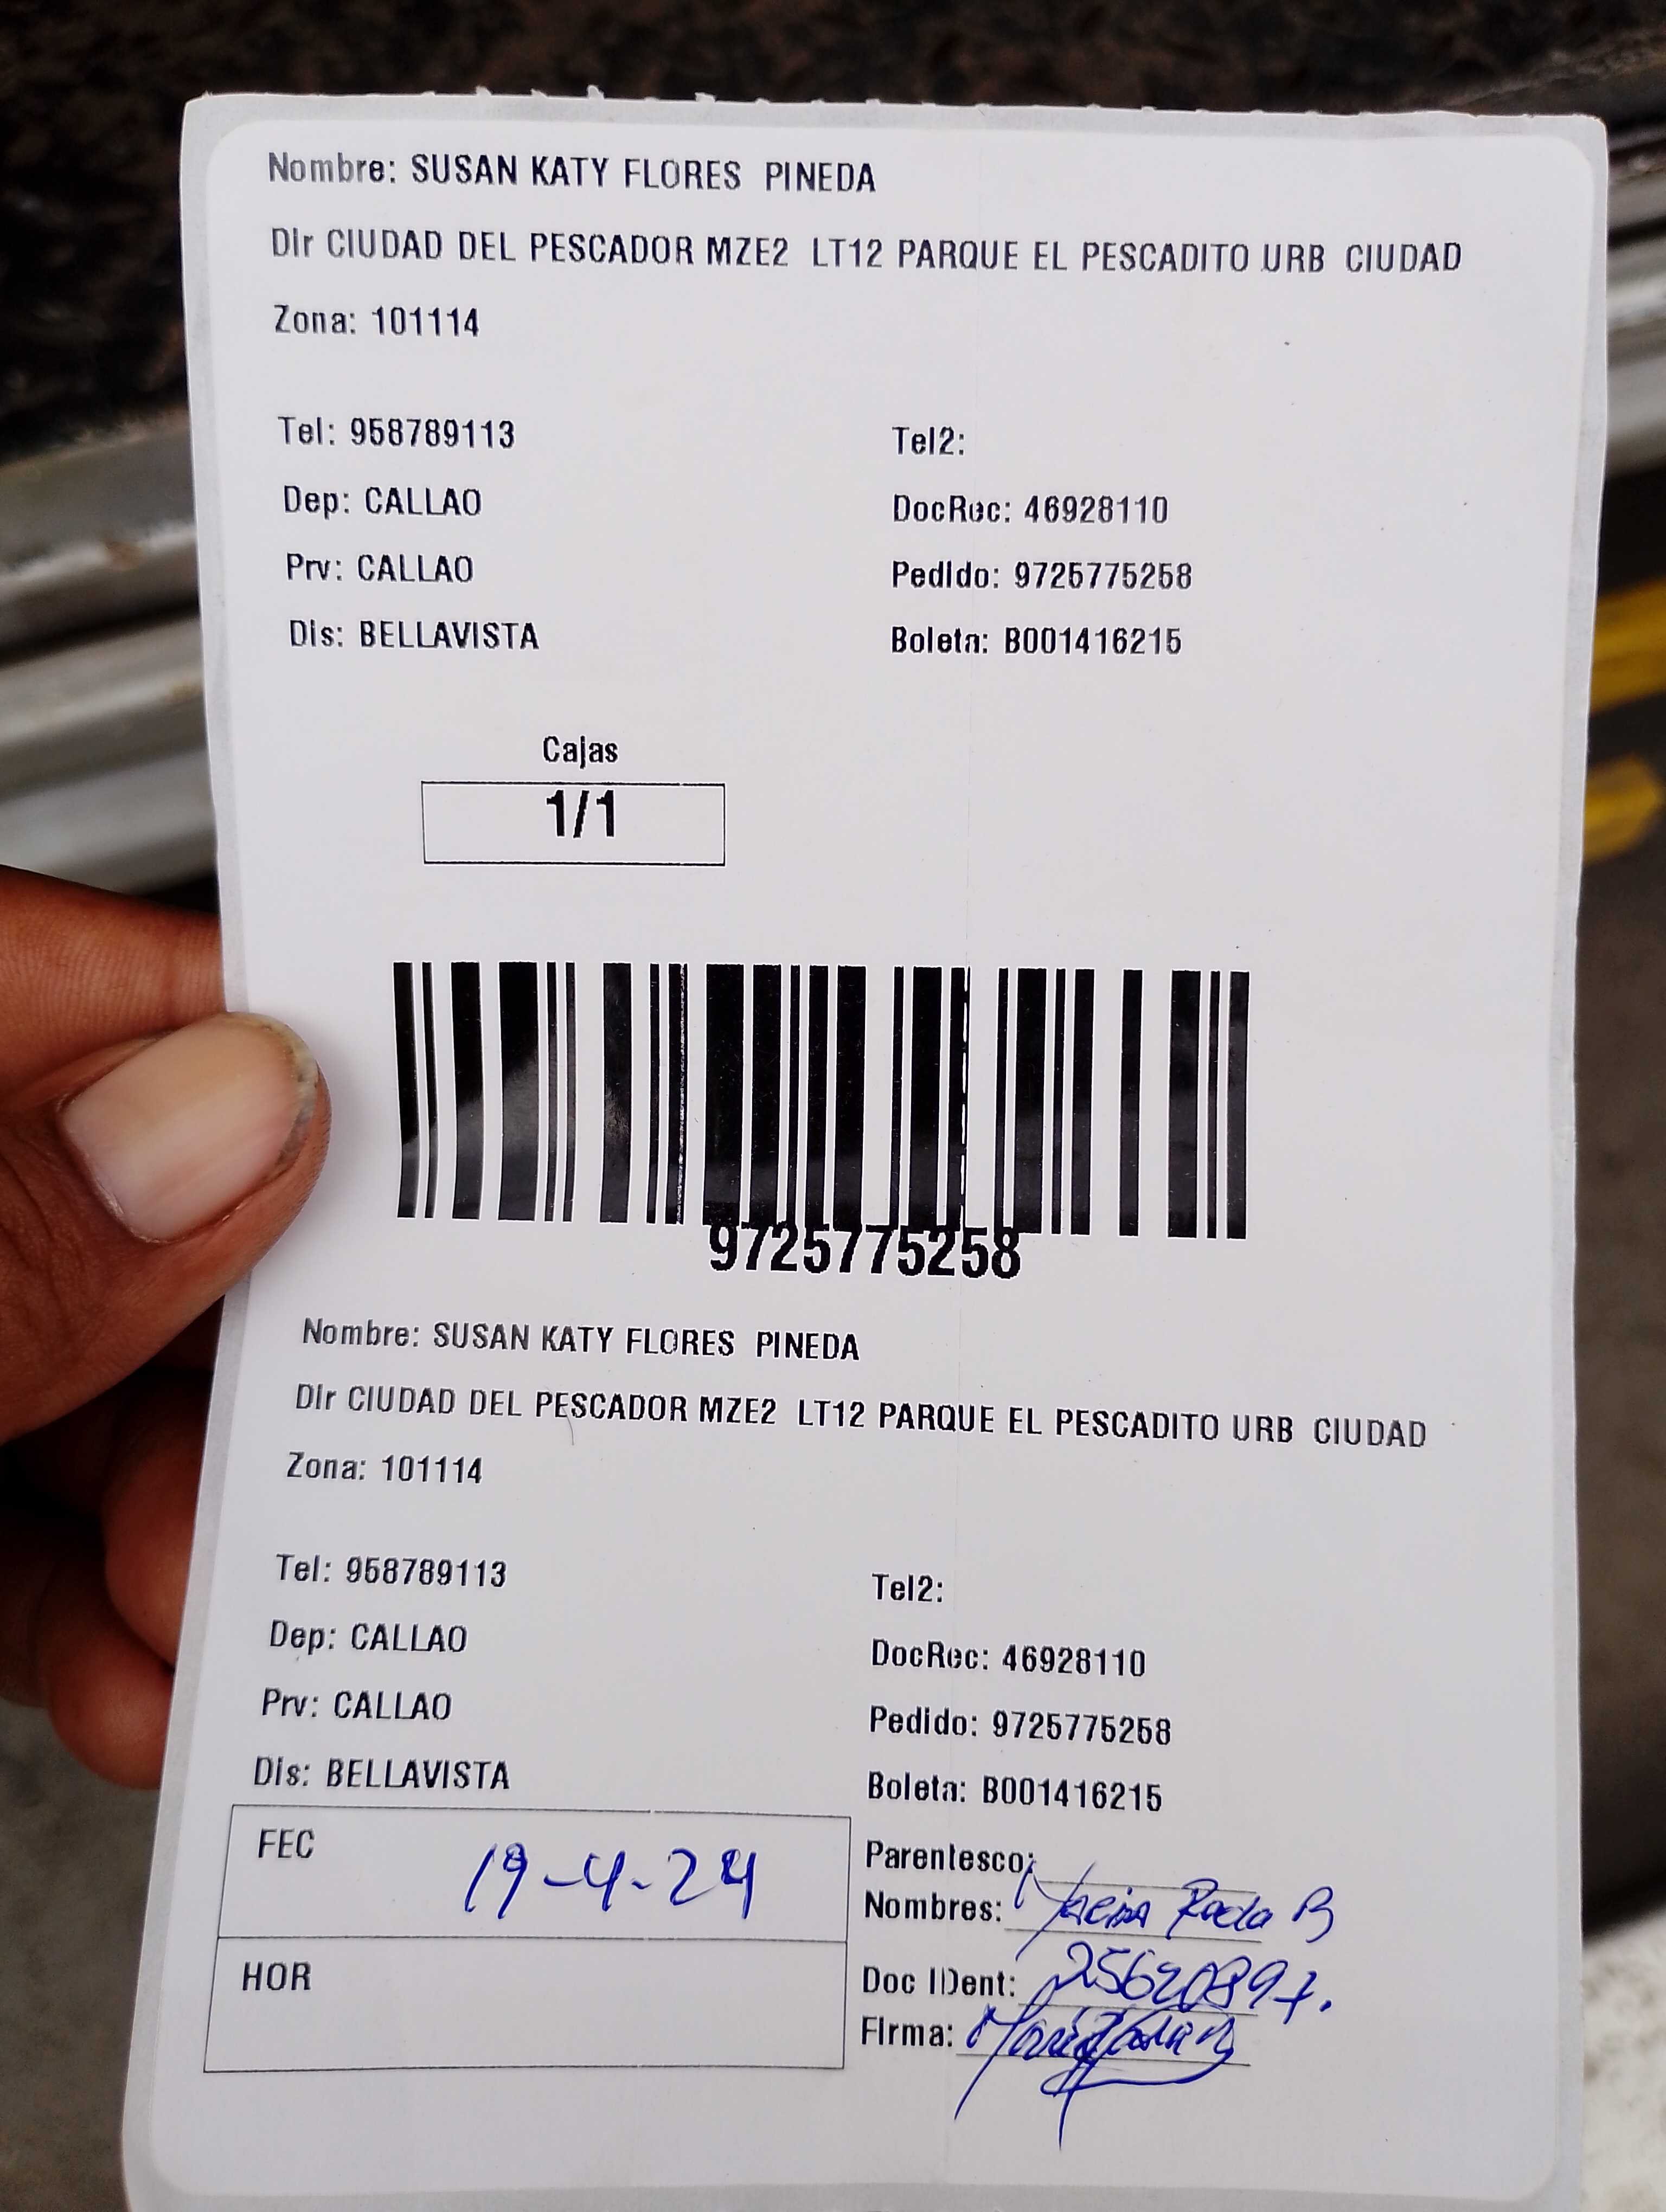 Nombre: SUSAN KATY FLORES PINEDA
Dir CIUDAD DEL PESCADOR MZE2 LT12 PARQUE EL PESCADITO URB CIUDAD
Zona: 101114
Tel: 958789113 Tel2:
Dep: CALLAO DocRec: 46928110
Prv: CALLAO Pedido: 9725775258
Dis: BELLAVISTA Boleta: B001416215
Cajas
1/1
9725775258
Nombre: SUSAN KATY FLORES PINEDA
Dir CIUDAD DEL PESCADOR MZE2 LT12 PARQUE EL PESCADITO URB CIUDAD
Zona: 101114
Tel: 958789113 Tel2:
Dep: CALLAO DocRec: 46928110
Prv: CALLAO Pedido: 9725775258
Dis: BELLAVISTA Boleta: B001416215
FEC 19-4-24 Parentesco:
Nombres: Rada B
HOR Doc IDent: 25620897.
Firma: